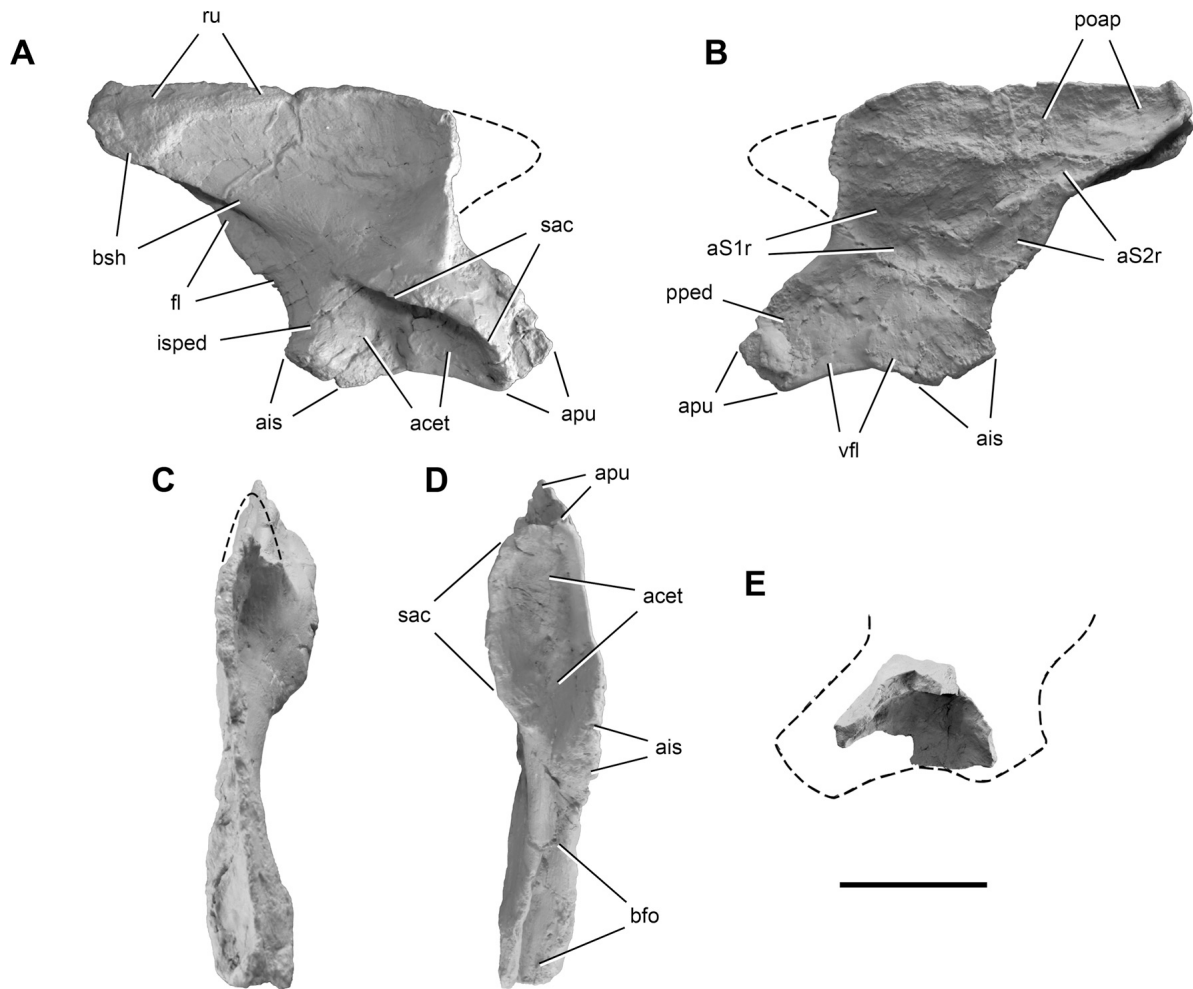 A
ru
bsh
fl
isped
ais
acet
apu
sac
B
poap
aS1r
aS2r
pped
apu
vfl
ais
C
D
apu
sac
acet
ais
bfo
E